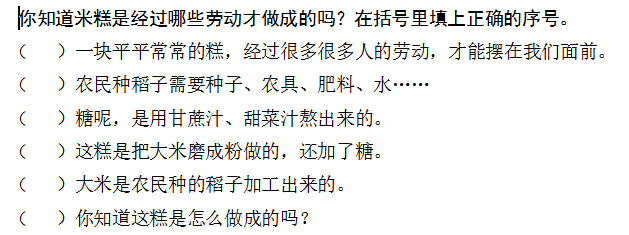 你知道米糕是经过哪些劳动才做成的吗？在括号里填上正确的序号。
（　　）一块平平常常的糕，经过很多很多人的劳动，才能摆在我们面前。
（　　）农民种稻子需要种子、农具、肥料、水……
（　　）糖呢，是用甘蔗汁、甜菜汁熬出来的。
（　　）这糕是把大米磨成粉做的，还加了糖。
（　　）大米是农民种的稻子加工出来的。
（　　）你知道这糕是怎么做成的吗？